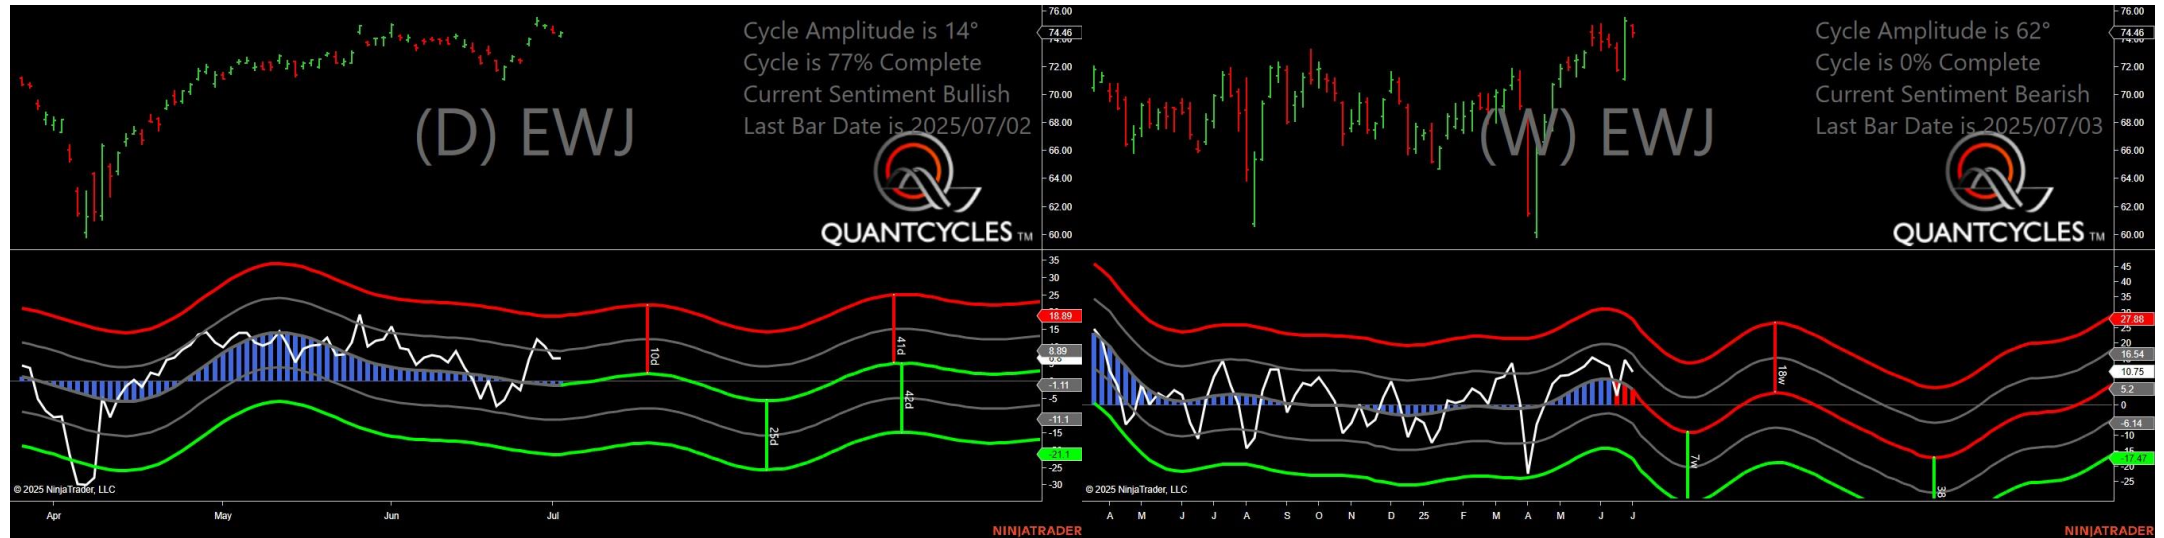 Cycle Amplitude is 14°
Cycle is 77% Complete
Current Sentiment Bullish
Last Bar Date is 2025/07/02
(D) EWJ
QUANTCYCLES TM
76.00
74.46
72.00
70.00
68.00
66.00
64.00
62.00
60.00
35
30
25
18.89
15
8.89
-1.11
-5
-11.1
-15
-21.1
-25
-30
10d
25d
41d
42d
© 2025 NinjaTrader, LLC
Apr May Jun Jul
NINJATRADER
Cycle Amplitude is 62°
Cycle is 0% Complete
Current Sentiment Bearish
Last Bar Date is 2025/07/03
(W) EWJ
QUANTCYCLES TM
76.00
74.46
72.00
70.00
68.00
66.00
64.00
62.00
60.00
45
40
35
27.88
25
20
16.54
10.75
5.2
0
-6.14
-10
-17.47
-20
-25
7w
18w
38
© 2025 NinjaTrader, LLC
A M J J A S O N D 25 F M A M J J
NINJATRADER